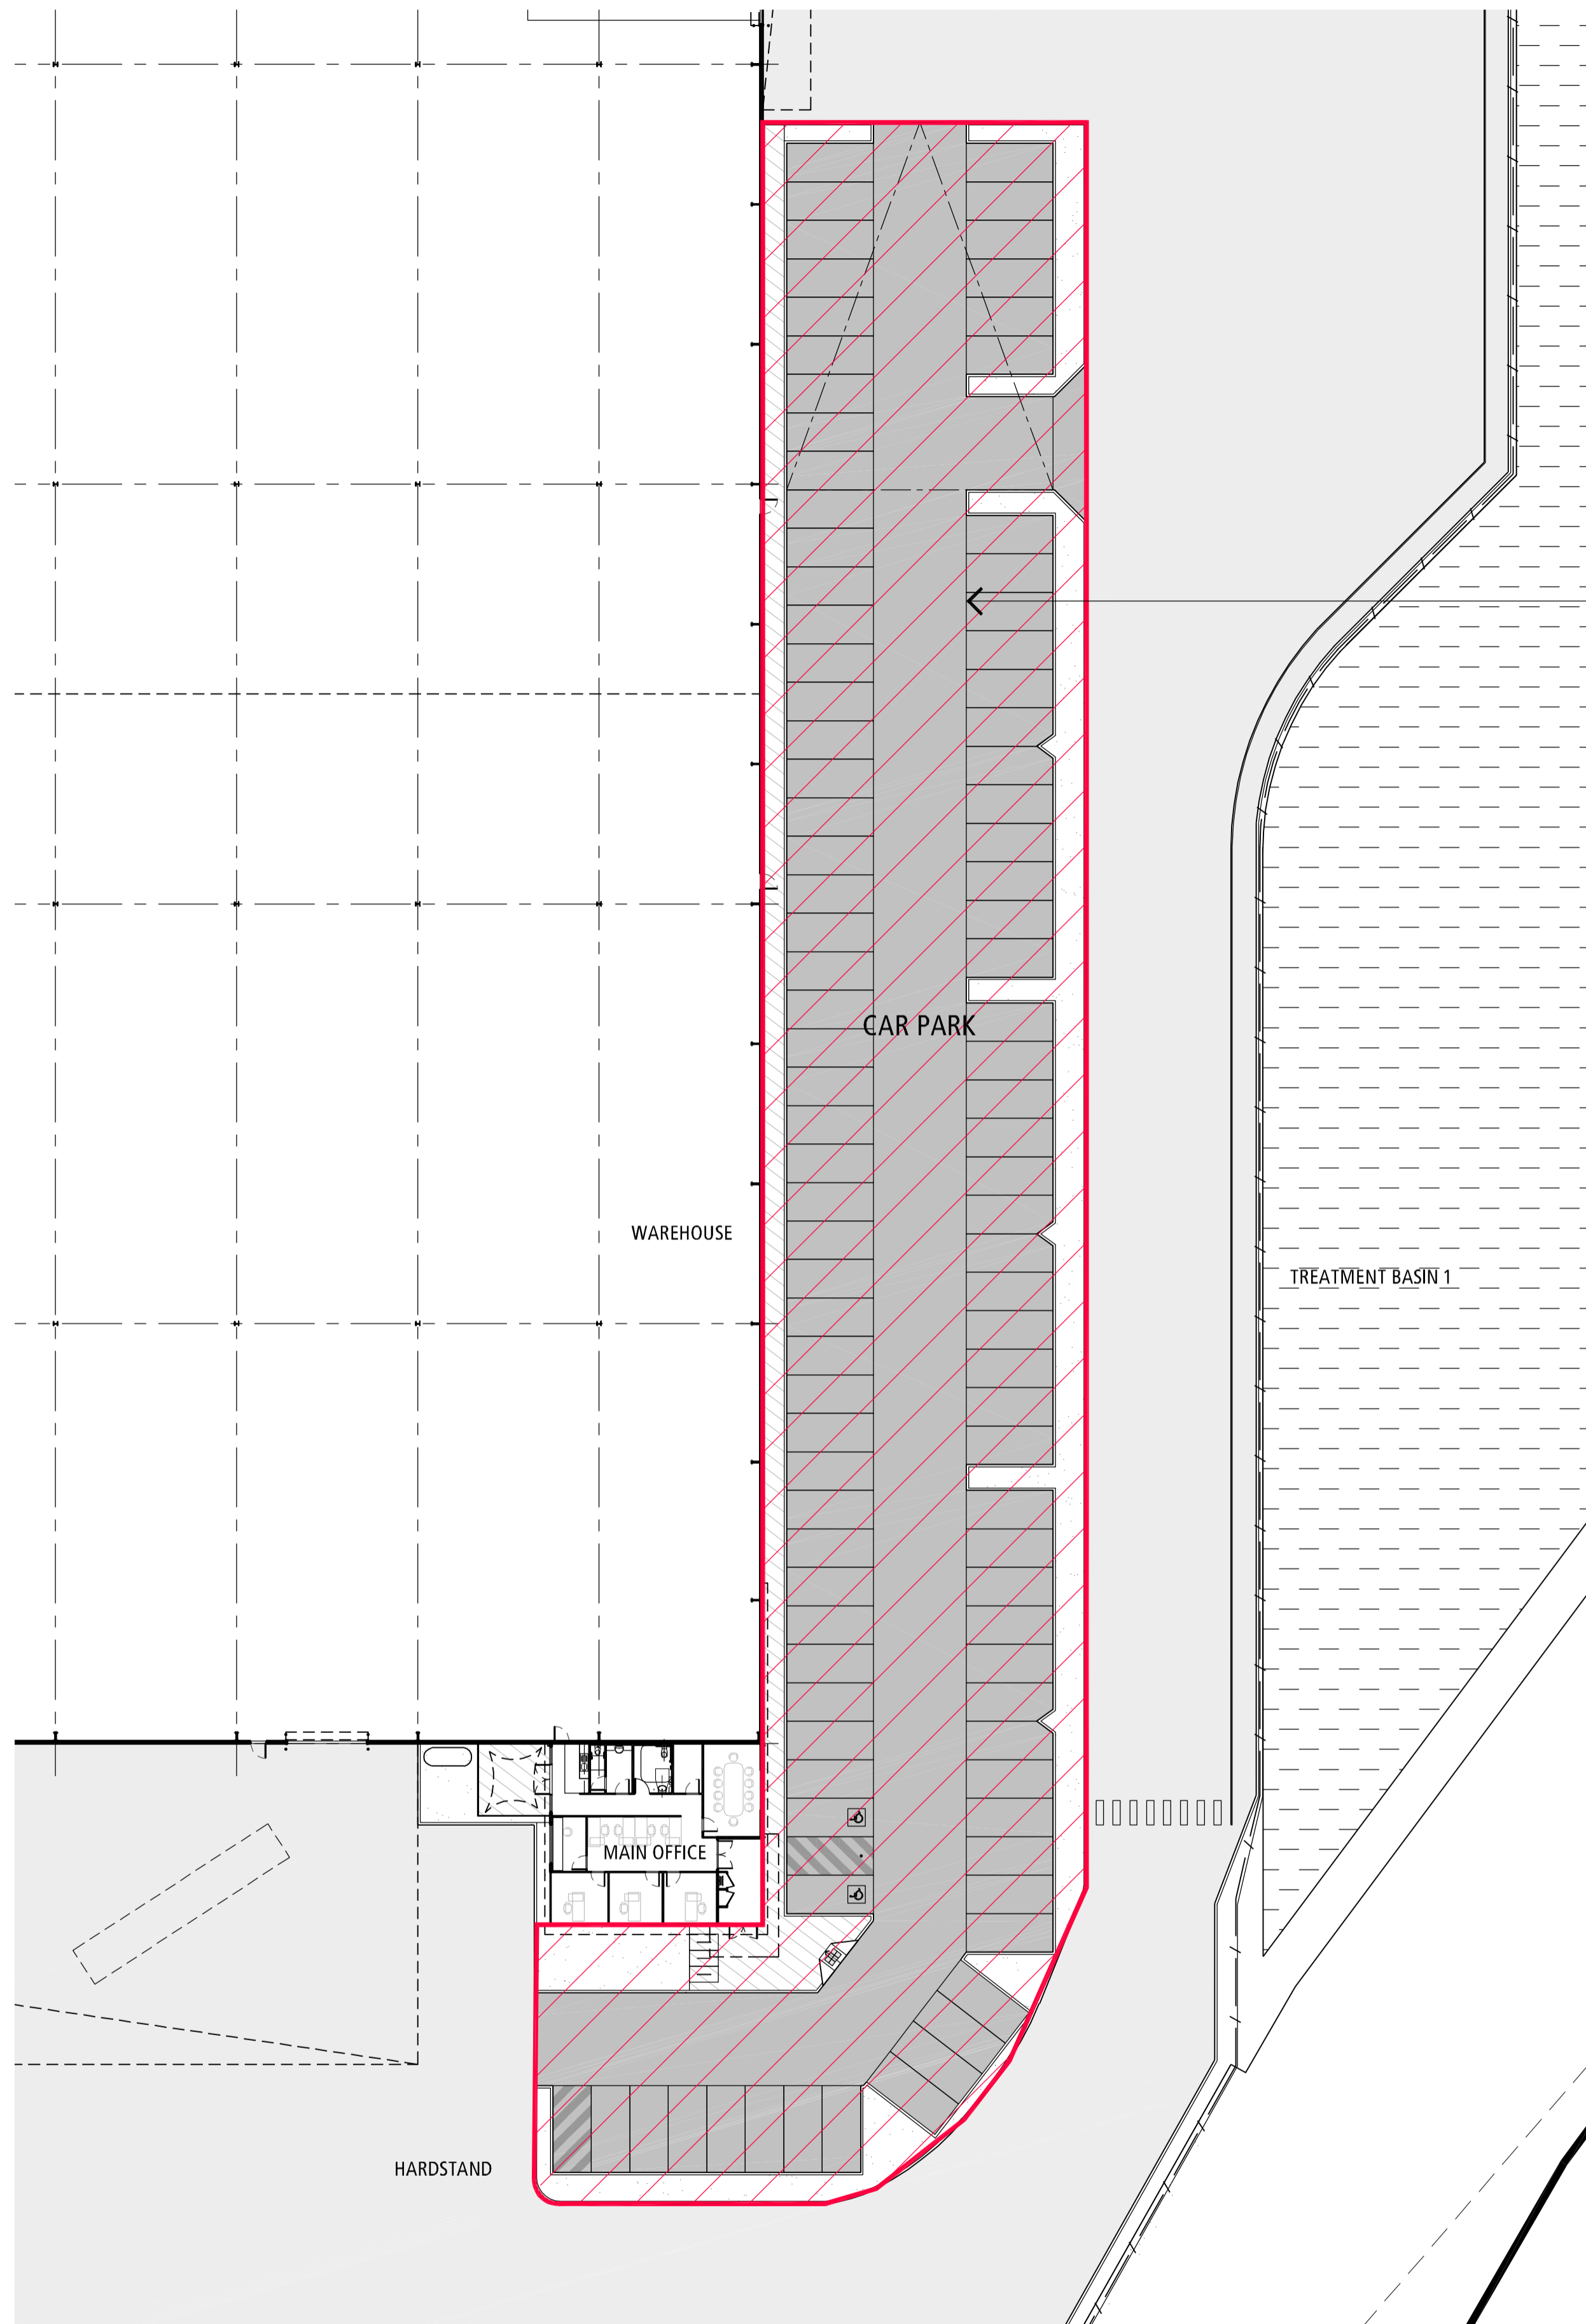 CAR PARK
WAREHOUSE
TREATMENT BASIN 1
MAIN OFFICE
HARDSTAND